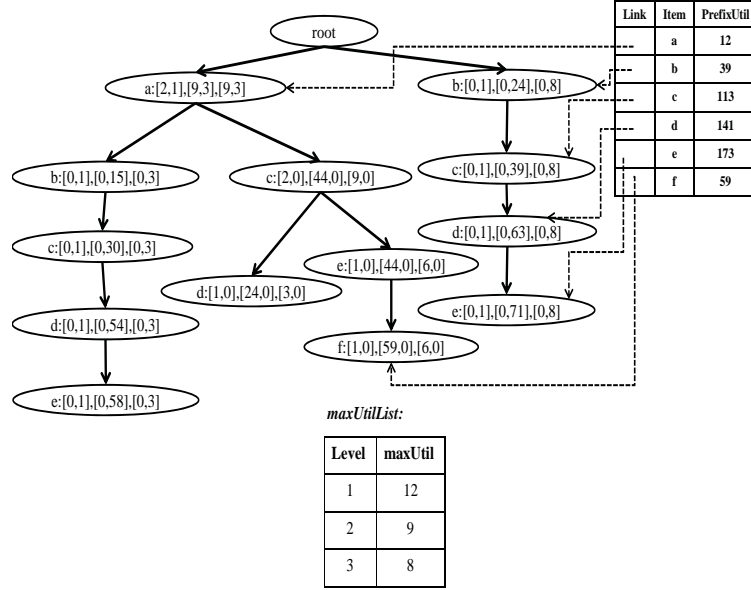 root
a:[2,1],[9,3],[9,3]
b:[0,1],[0,24],[0,8]
b:[0,1],[0,15],[0,3]
c:[2,0],[44,0],[9,0]
c:[0,1],[0,39],[0,8]
c:[0,1],[0,30],[0,3]
d:[1,0],[24,0],[3,0]
e:[1,0],[44,0],[6,0]
d:[0,1],[0,63],[0,8]
d:[0,1],[0,54],[0,3]
f:[1,0],[59,0],[6,0]
e:[0,1],[0,71],[0,8]
e:[0,1],[0,58],[0,3]
Link Item PrefixUtil
a 12
b 39
c 113
d 141
e 173
f 59
maxUtilList:
Level maxUtil
1 12
2 9
3 8